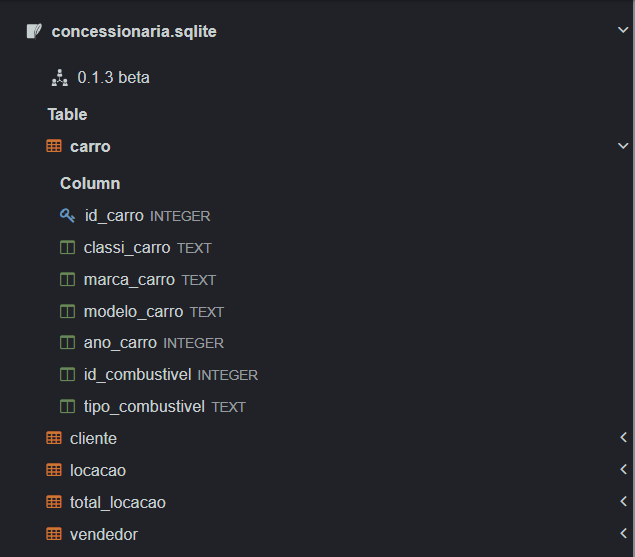 concessionaria.sqlite
0.1.3 beta
Table
carro
Column
id_carro INTEGER
classi_carro TEXT
marca_carro TEXT
modelo_carro TEXT
ano_carro INTEGER
id_combustivel INTEGER
tipo_combustivel TEXT
cliente
locacao
total_locacao
vendedor